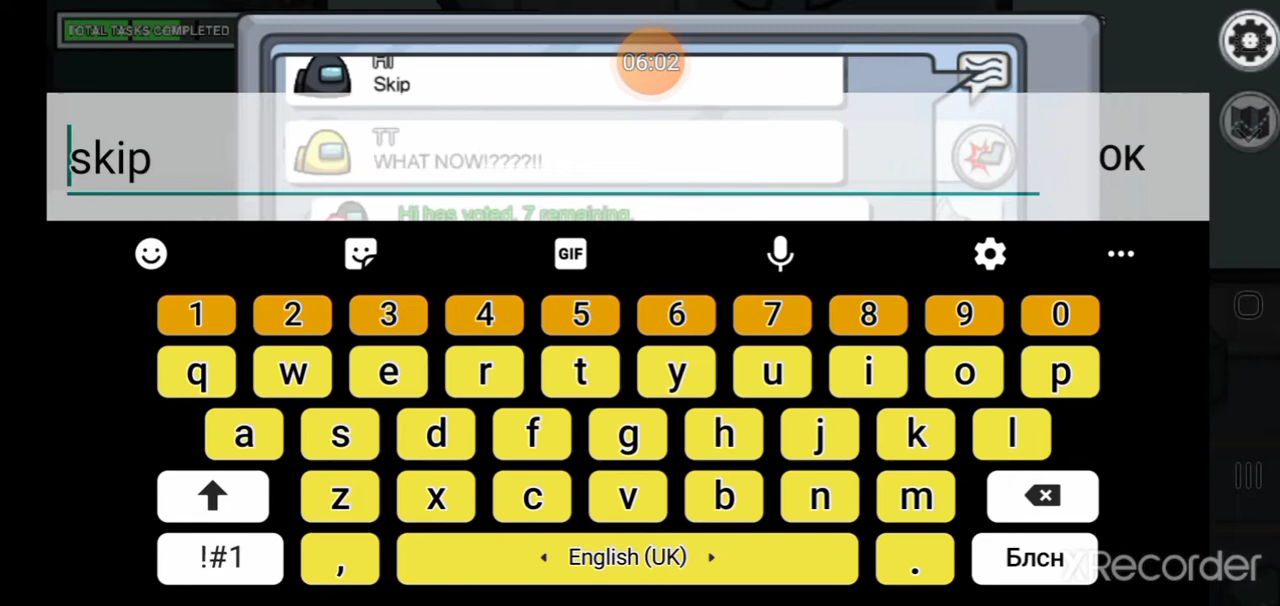 TOTAL TASKS COMPLETED
06:02
HI
Skip
TT
WHAT NOW!????!!
Hi has voted. 7 remaining.
skip
OK
GIF
1 2 3 4 5 6 7 8 9 0
q w e r t y u i o p
a s d f g h j k l
z x c v b n m
!#1 , English (UK) . Блсн
XRecorder